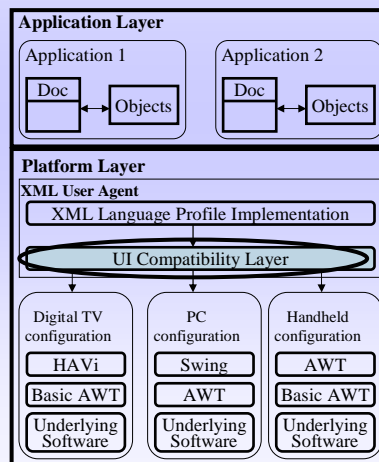 Application Layer
Application 1
Doc
Objects
Application 2
Doc
Objects
Platform Layer
XML User Agent
XML Language Profile Implementation
UI Compatibility Layer
Digital TV
configuration
HAVi
Basic AWT
Underlying
Software
PC
configuration
Swing
AWT
Underlying
Software
Handheld
configuration
AWT
Basic AWT
Underlying
Software